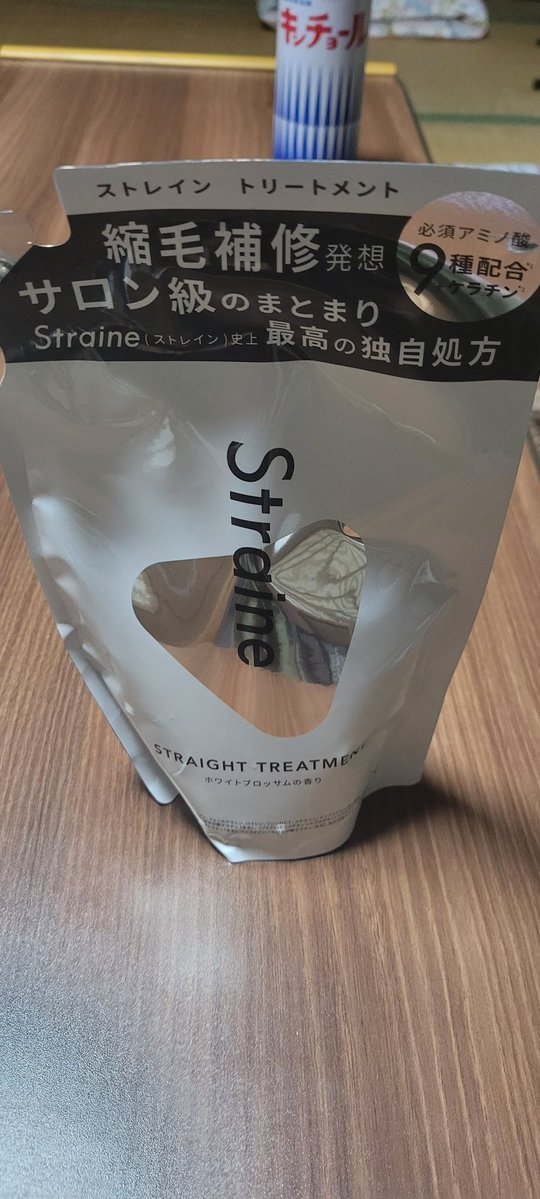 キンチョール
ストレイン トリートメント
縮毛補修発想
サロン級のまとまり
Straine(ストレイン)史上 最高の独自処方
必須アミノ酸
9種配合
+ケラチン
Straine
STRAIGHT TREATMENT
ホワイトブロッサムの香り